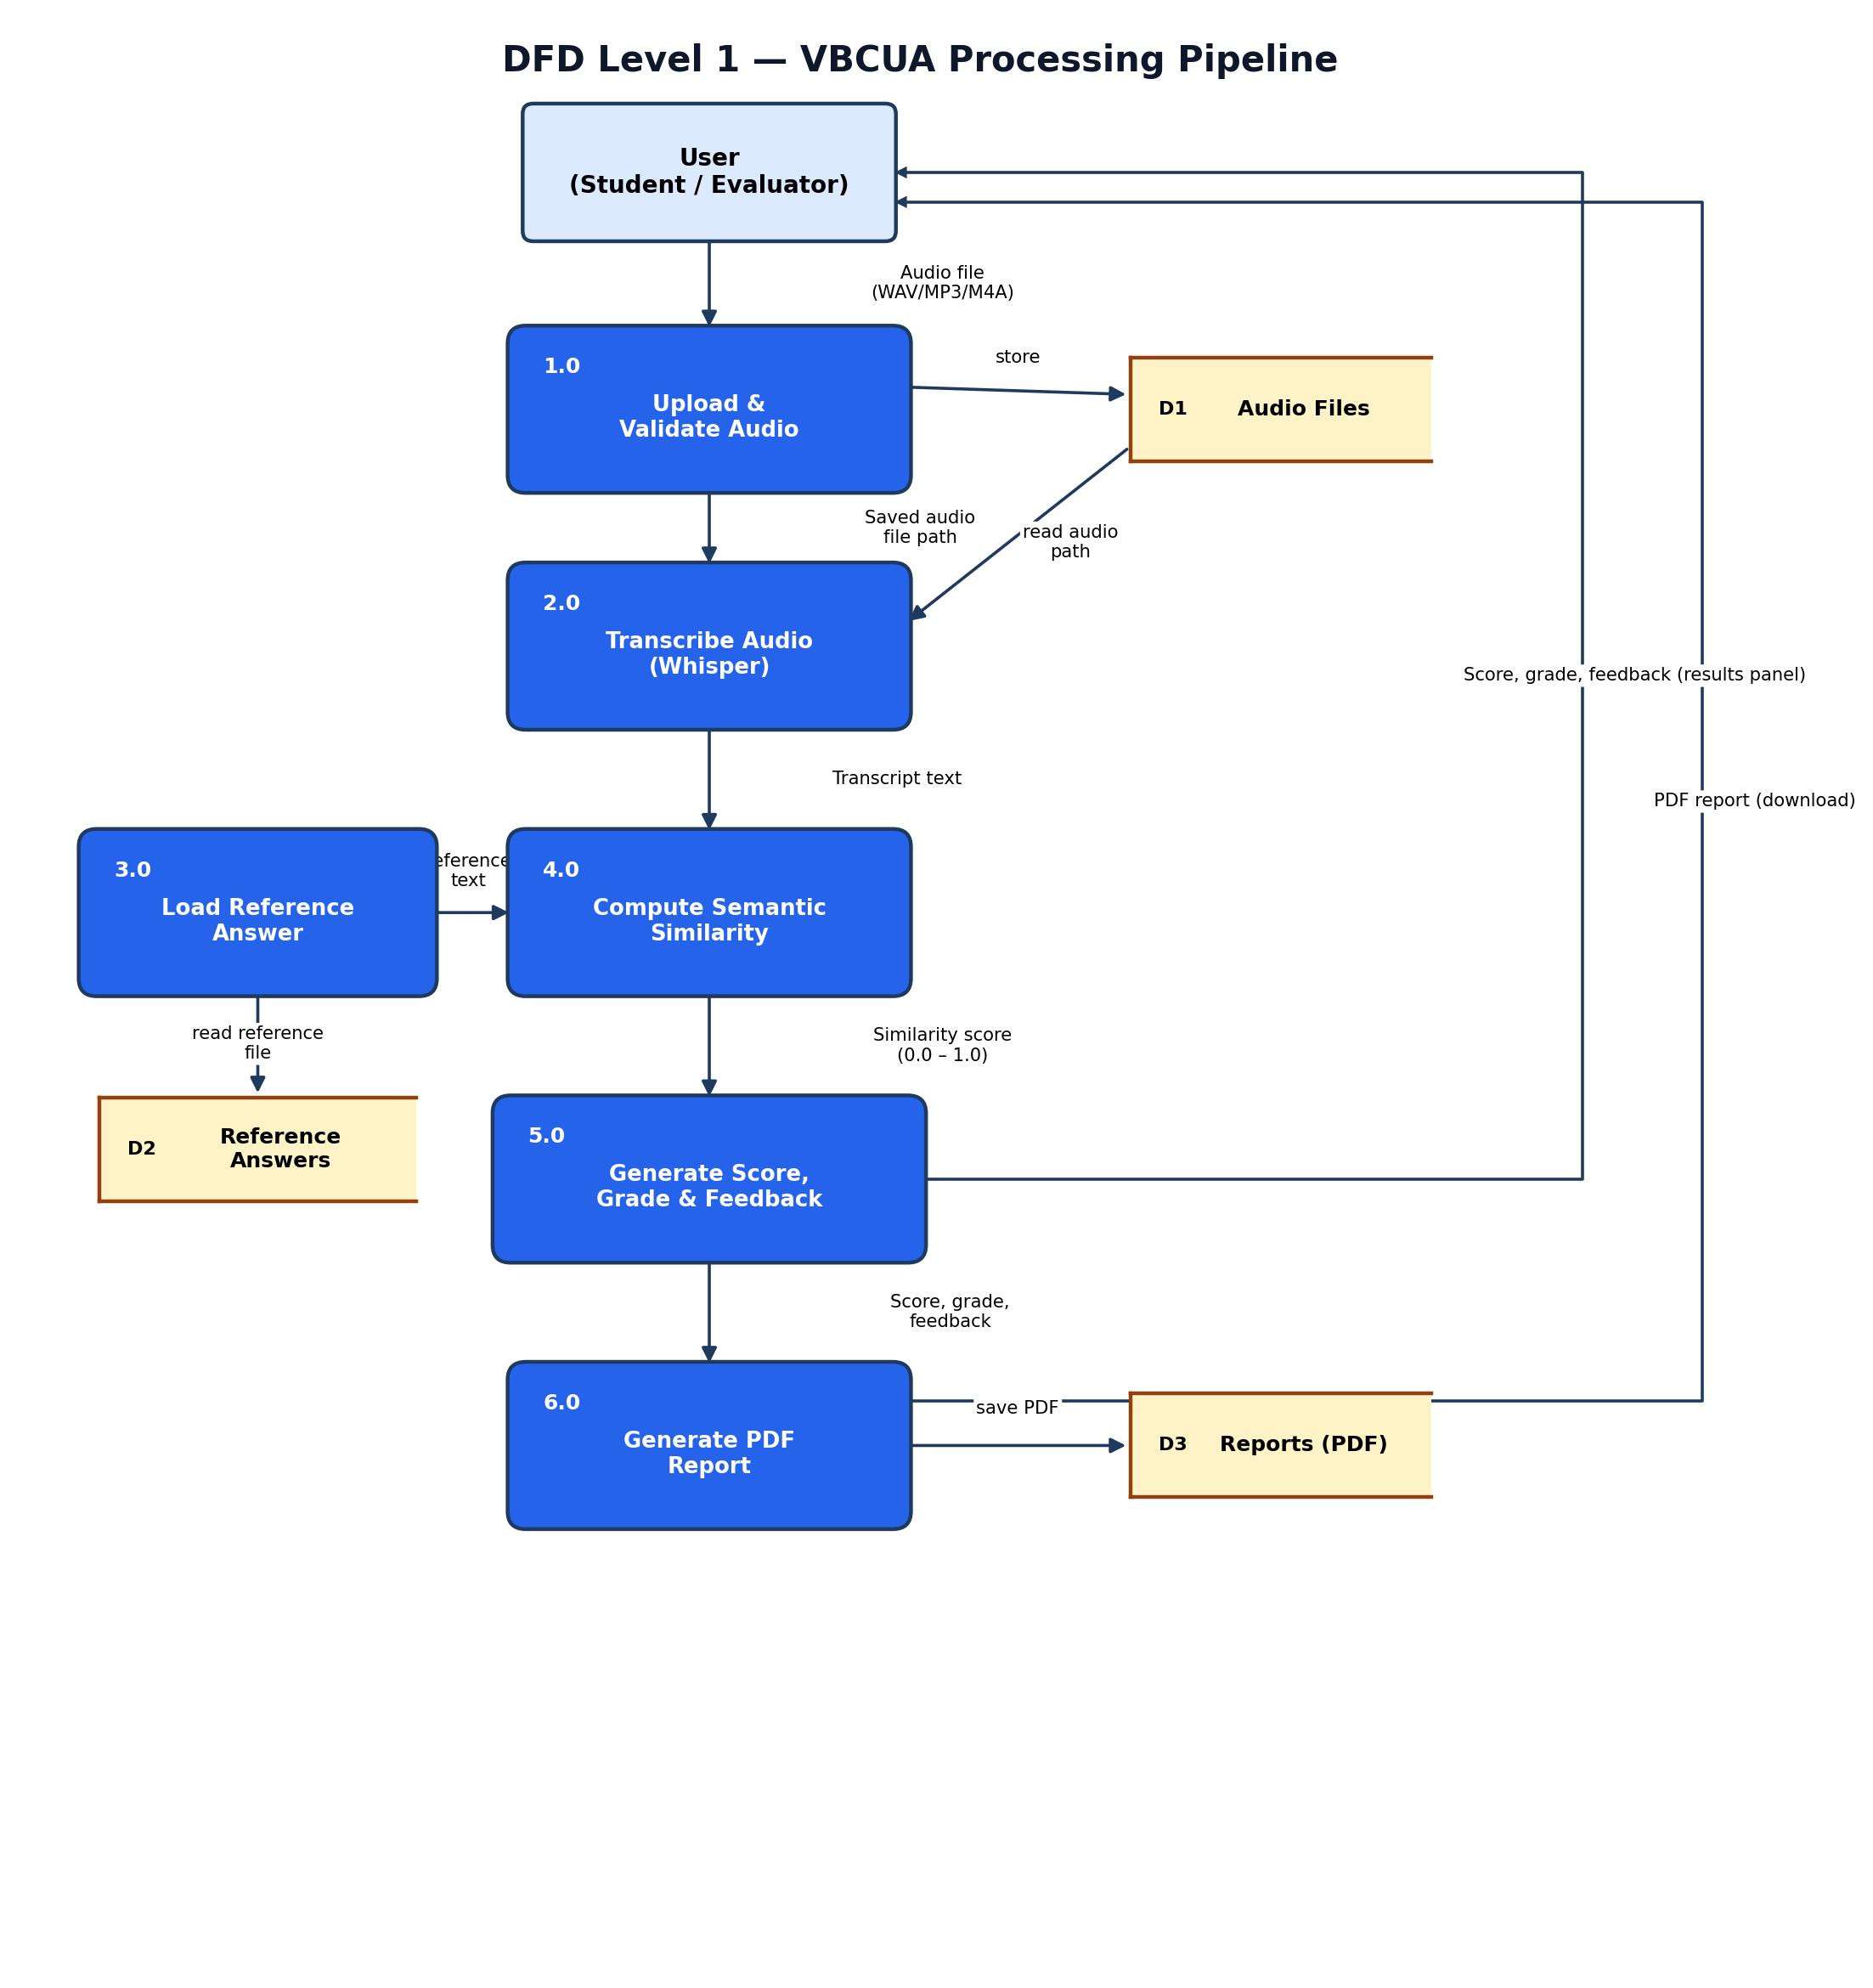 DFD Level 1 — VBCUA Processing Pipeline
User
(Student / Evaluator)
Audio file
(WAV/MP3/M4A)
1.0
Upload &
Validate Audio
store
D1
Audio Files
Saved audio
file path
read audio
path
2.0
Transcribe Audio
(Whisper)
Score, grade, feedback (results panel)
Transcript text
PDF report (download)
3.0
Load Reference
Answer
eference
text
4.0
Compute Semantic
Similarity
read reference
file
Similarity score
(0.0 – 1.0)
D2
Reference
Answers
5.0
Generate Score,
Grade & Feedback
Score, grade,
feedback
6.0
Generate PDF
Report
save PDF
D3
Reports (PDF)